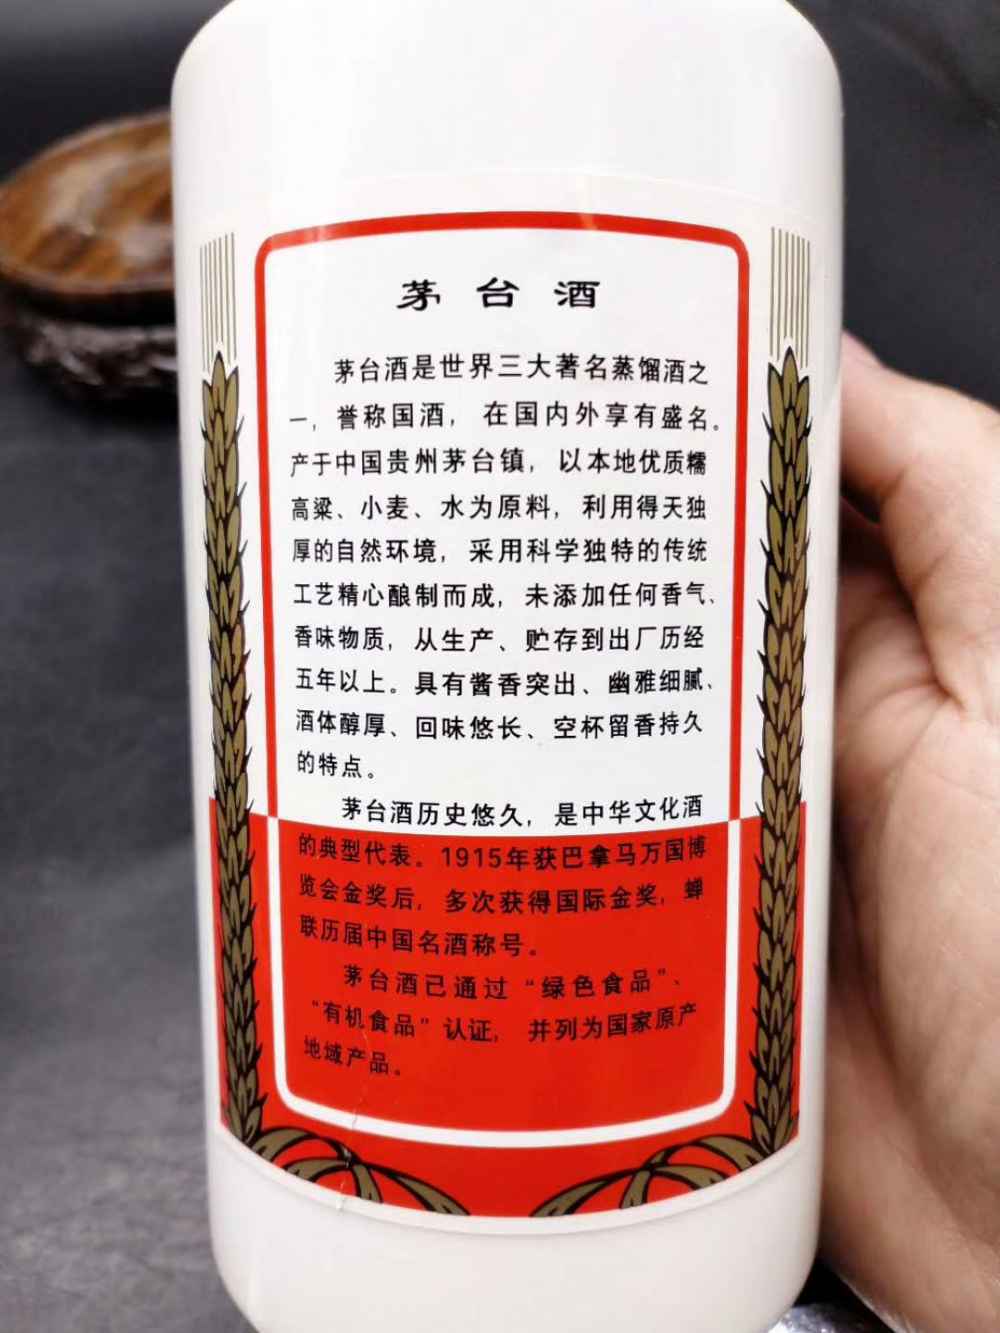 茅台酒
茅台酒是世界三大著名蒸馏酒之
一，誉称国酒，在国内外享有盛名。
产于中国贵州茅台镇，以本地优质糯
高粱、小麦、水为原料，利用得天独
厚的自然环境，采用科学独特的传统
工艺精心酿制而成，未添加任何香气、
香味物质，从生产、贮存到出厂历经
五年以上。具有酱香突出、幽雅细腻、
酒体醇厚、回味悠长、空杯留香持久
的特点。
茅台酒历史悠久，是中华文化酒
的典型代表。1915年获巴拿马万国博
览会金奖后，多次获得国际金奖，蝉
联历届中国名酒称号。
茅台酒已通过“绿色食品”、
“有机食品”认证，并列为国家原产
地域产品。